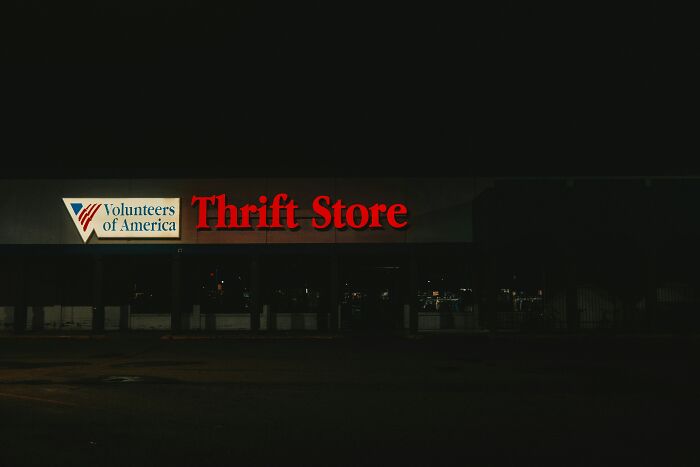 Volunteers
of America
Thrift Store